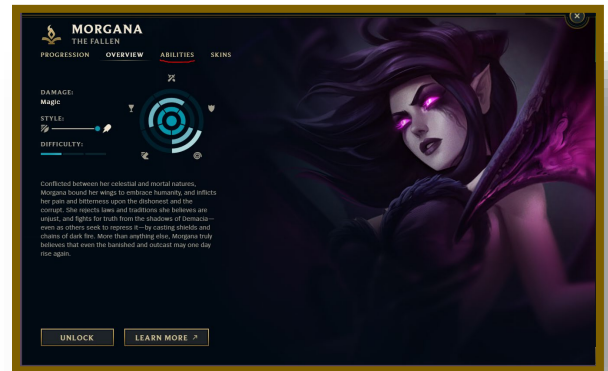 MORGANA
THE FALLEN
PROGRESSION OVERVIEW ABILITIES SKINS
DAMAGE:
Magic
STYLE:
DIFFICULTY:
Conflicted between her celestial and mortal natures,
Morgana bound her wings to embrace humanity, and inflicts
her pain and bitterness upon the dishonest and the
corrupt. She rejects laws and traditions she believes are
unjust, and fights for truth from the shadows of Demacia—
even as others seek to repress it—by casting shields and
chains of dark fire. More than anything else, Morgana truly
believes that even the banished and outcast may one day
rise again.
UNLOCK LEARN MORE ↗